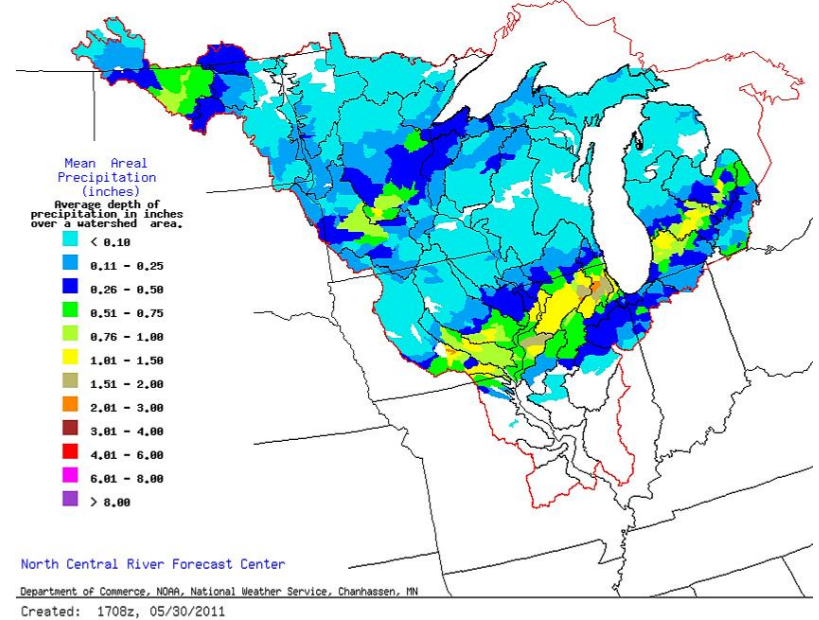 Mean Areal
Precipitation
(inches)
Average depth of
precipitation in inches
over a watershed area.
< 0.10
0.11 - 0.25
0.26 - 0.50
0.51 - 0.75
0.76 - 1.00
1.01 - 1.50
1.51 - 2.00
2.01 - 3.00
3.01 - 4.00
4.01 - 6.00
6.01 - 8.00
> 8.00
North Central River Forecast Center
Department of Commerce, NOAA, National Weather Service, Chanhassen, MN
Created: 1708z, 05/30/2011